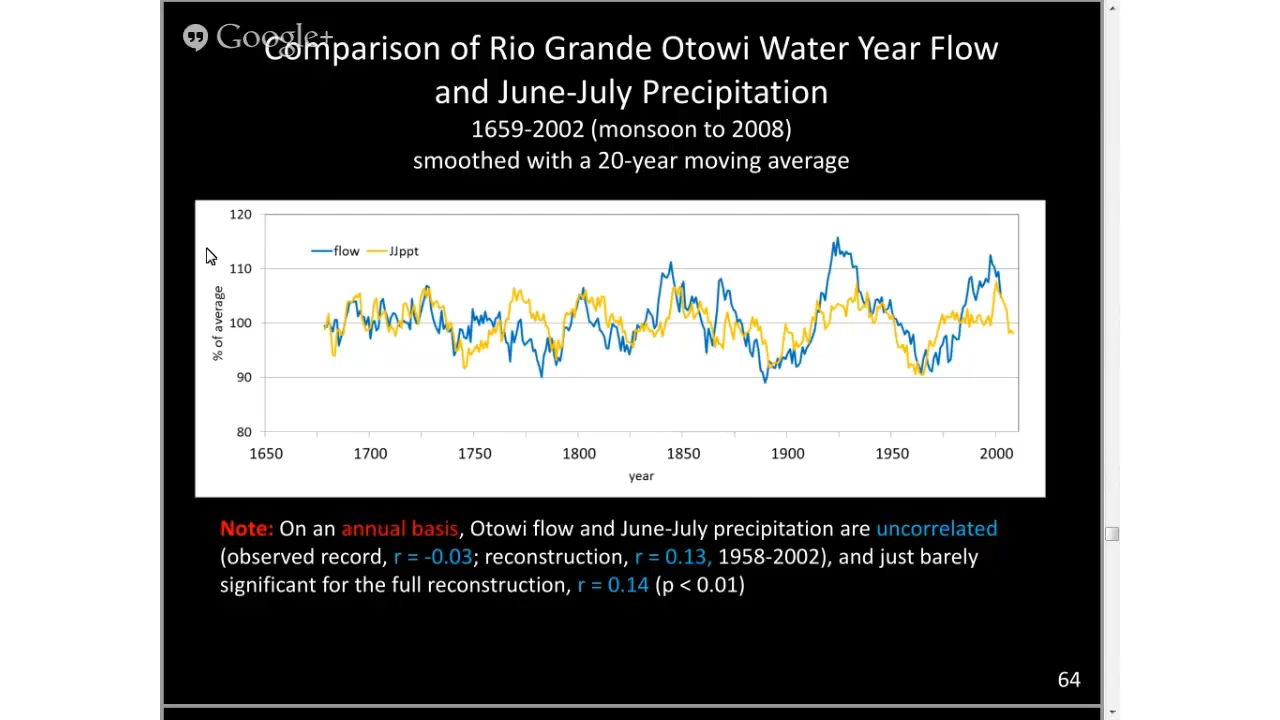 Google+
Comparison of Rio Grande Otowi Water Year Flow
and June-July Precipitation
1659-2002 (monsoon to 2008)
smoothed with a 20-year moving average
120
110
100
90
80
% of average
flow JJppt
1650 1700 1750 1800 1850 1900 1950 2000
year
Note: On an annual basis, Otowi flow and June-July precipitation are uncorrelated
(observed record, r = -0.03; reconstruction, r = 0.13, 1958-2002), and just barely
significant for the full reconstruction, r = 0.14 (p < 0.01)
64